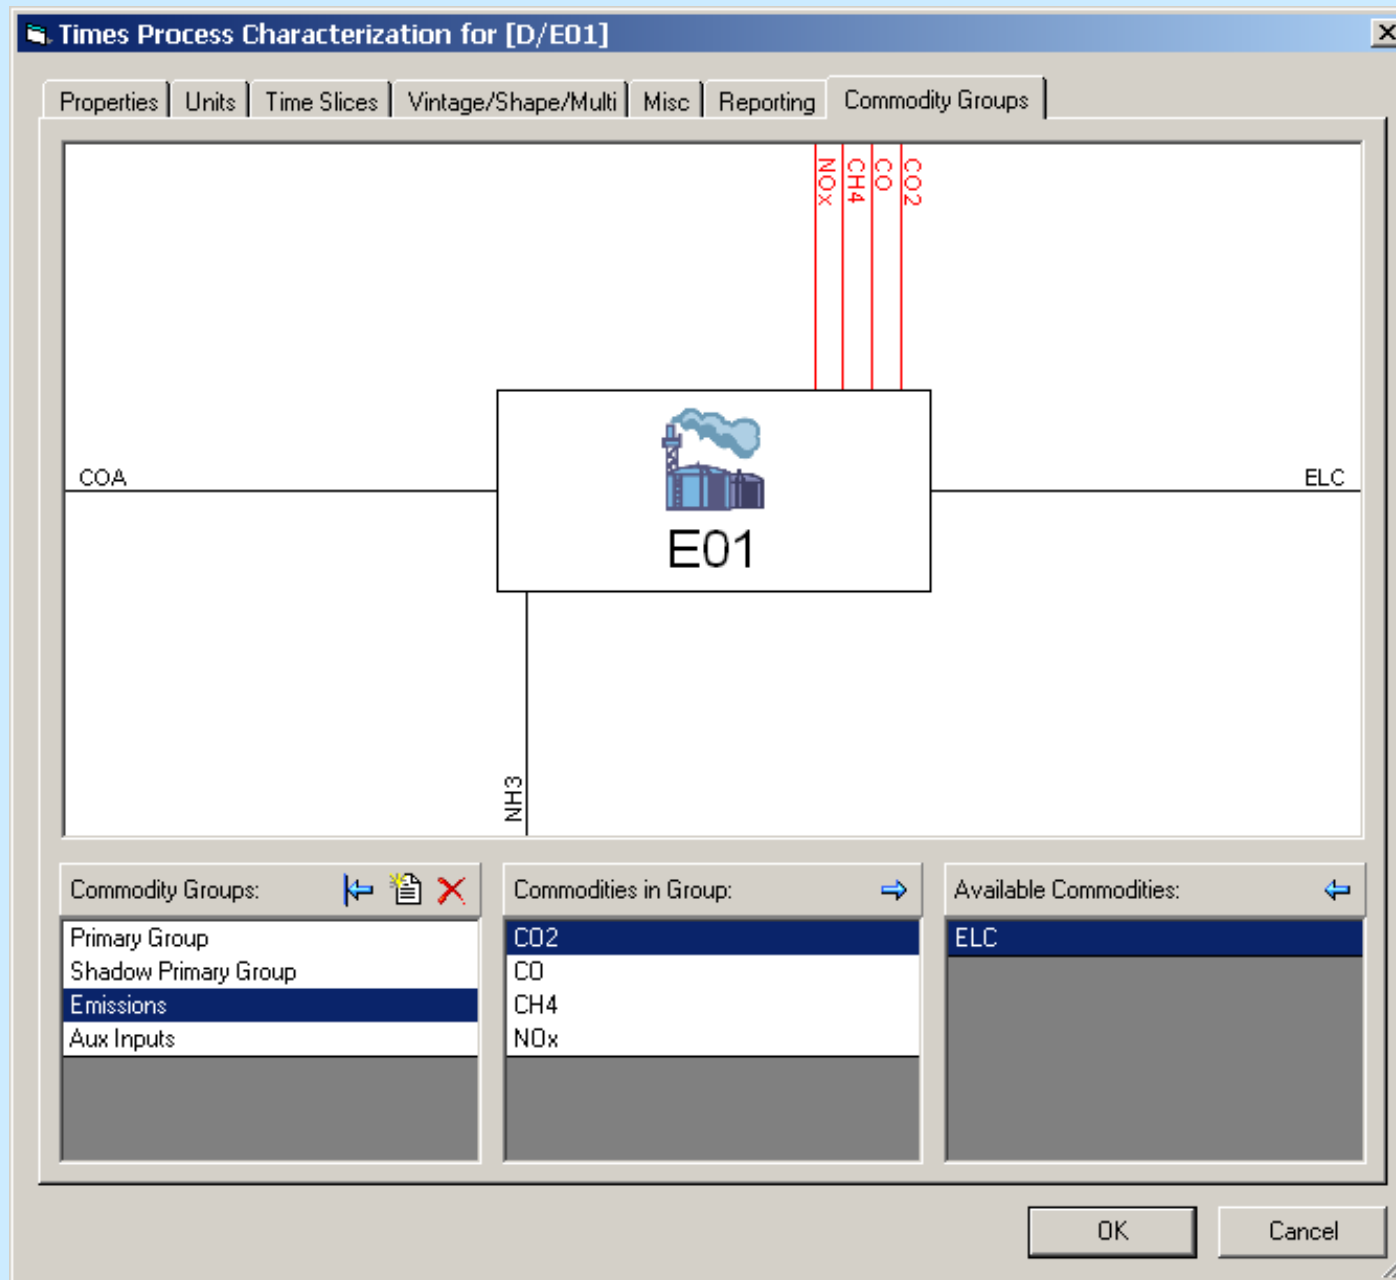 Times Process Characterization for [D/E01]
Properties Units Time Slices Vintage/Shape/Multi Misc Reporting Commodity Groups
NOx
CH4
CO
CO2
COA
ELC
E01
NH3
Commodity Groups:
Primary Group
Shadow Primary Group
Emissions
Aux Inputs
Commodities in Group:
CO2
CO
CH4
NOx
Available Commodities:
ELC
OK
Cancel